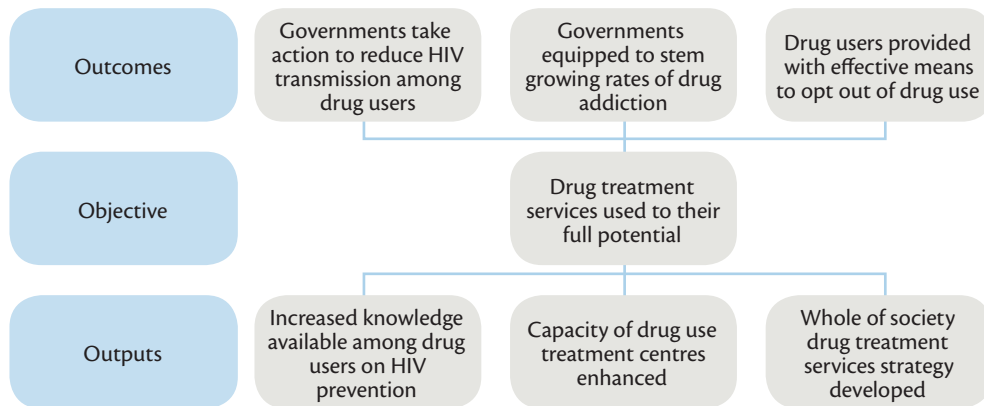 Outcomes
Governments take
action to reduce HIV
transmission among
drug users
Governments
equipped to stem
growing rates of drug
addiction
Drug users provided
with effective means
to opt out of drug use
Objective
Drug treatment
services used to their
full potential
Outputs
Increased knowledge
available among drug
users on HIV
prevention
Capacity of drug use
treatment centres
enhanced
Whole of society
drug treatment
services strategy
developed